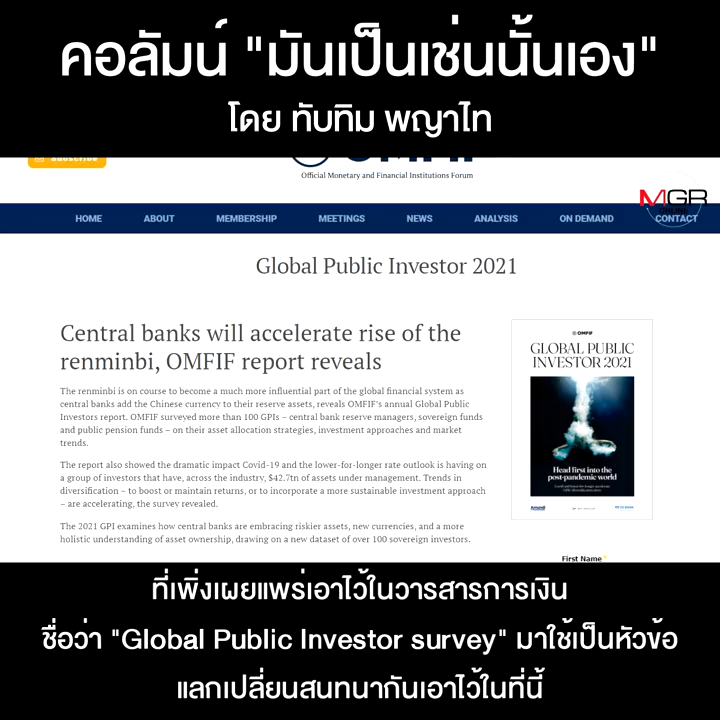 คอลัมน์ "มันเป็นเช่นนั้นเอง"
โดย ทับทิม พญาไท
Subscribe
OMFIF
Official Monetary and Financial Institutions Forum
MGR
ONLINE
HOME ABOUT MEMBERSHIP MEETINGS NEWS ANALYSIS ON DEMAND CONTACT
Global Public Investor 2021
Central banks will accelerate rise of the
renminbi, OMFIF report reveals
The renminbi is on course to become a much more influential part of the global financial system as
central banks add the Chinese currency to their reserve assets, reveals OMFIF's annual Global Public
Investors report. OMFIF surveyed more than 100 GPIs – central bank reserve managers, sovereign funds
and public pension funds – on their asset allocation strategies, investment approaches and market
trends.
The report also showed the dramatic impact Covid-19 and the lower-for-longer rate outlook is having on
a group of investors that have, across the industry, $42.7tn of assets under management. Trends in
diversification – to boost or maintain returns, or to incorporate a more sustainable investment approach
– are accelerating, the survey revealed.
The 2021 GPI examines how central banks are embracing riskier assets, new currencies, and a more
holistic understanding of asset ownership, drawing on a new dataset of over 100 sovereign investors.
OMFIF
GLOBAL PUBLIC
INVESTOR 2021
Head first into the
post-pandemic world
Amundi
First Name *
ที่เพิ่งเผยแพร่เอาไว้ในวารสารการเงิน
ชื่อว่า "Global Public Investor survey" มาใช้เป็นหัวข้อ
แลกเปลี่ยนสนทนากันเอาไว้ในที่นี้